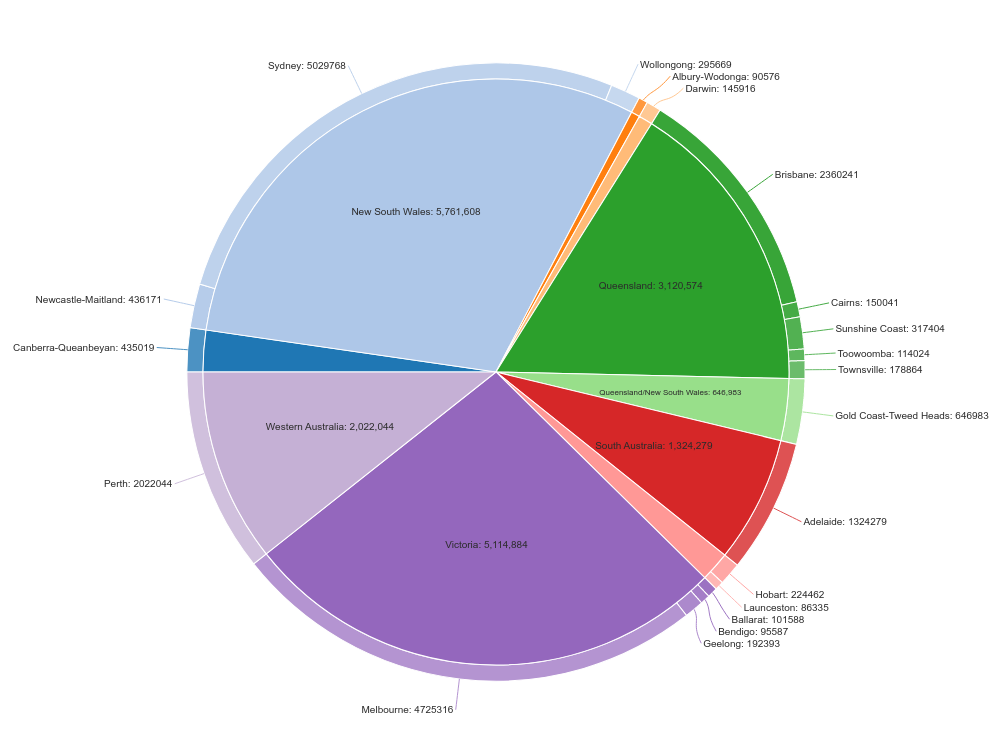 Sydney: 5029768
Wollongong: 295669
Albury-Wodonga: 90576
Darwin: 145916
Brisbane: 2360241
New South Wales: 5,761,608
Queensland: 3,120,574
Newcastle-Maitland: 436171
Cairns: 150041
Sunshine Coast: 317404
Canberra-Queanbeyan: 435019
Toowoomba: 114024
Townsville: 178864
Queensland/New South Wales: 646,983
Gold Coast-Tweed Heads: 646983
Western Australia: 2,022,044
South Australia: 1,324,279
Perth: 2022044
Adelaide: 1324279
Victoria: 5,114,884
Hobart: 224462
Launceston: 86335
Ballarat: 101588
Bendigo: 95587
Geelong: 192393
Melbourne: 4725316